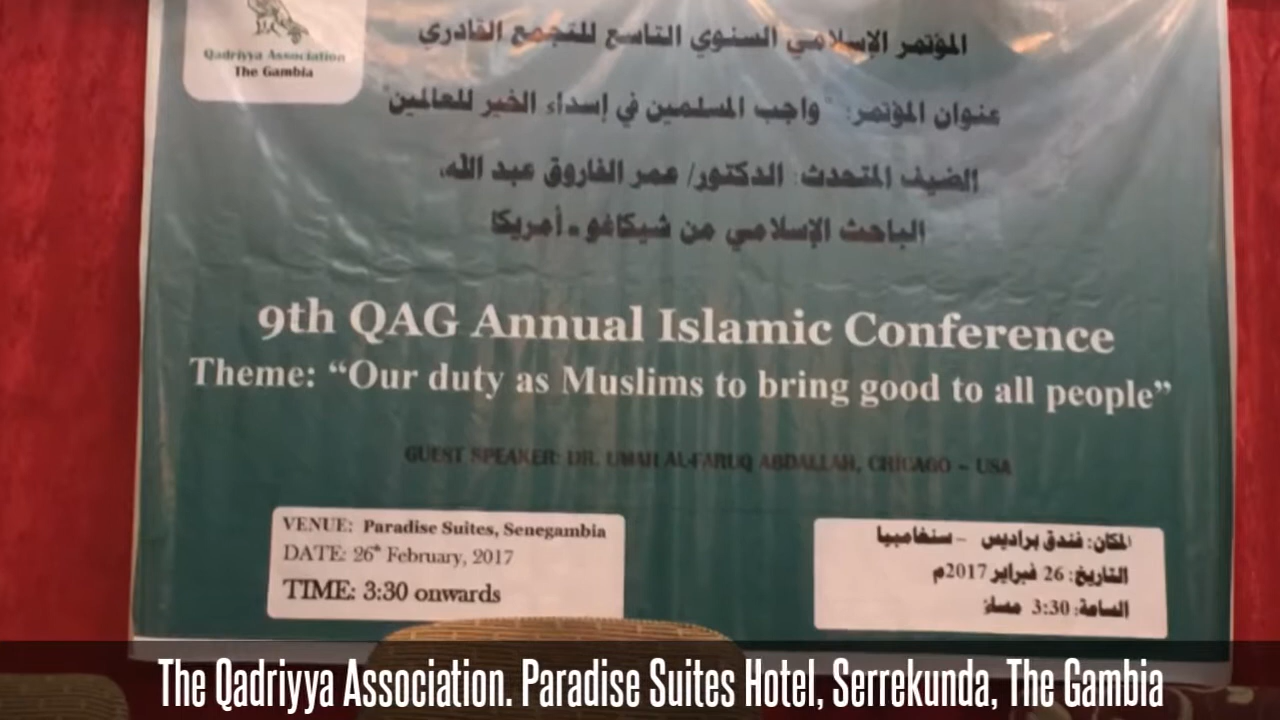 Qadriyya Association
The Gambia
المؤتمر الإسلامي السنوي التاسع للتجمع القادري
عنوان المؤتمر: "واجب المسلمين في إسداء الخير للعالمين"
الضيف المتحدث: الدكتور/ عمر الفاروق عبد الله،
الباحث الإسلامي من شيكاغو - أمريكا
9th QAG Annual Islamic Conference
Theme: “Our duty as Muslims to bring good to all people”
GUEST SPEAKER: DR. UMAR AL-FARUQ ABDALLAH, CHICAGO – USA
VENUE: Paradise Suites, Senegambia
DATE: 26th February, 2017
TIME: 3:30 onwards
المكان: فندق براديس - سنغامبيا
التاريخ: 26 فبراير 2017م
الساعة: 3:30 مساءً
The Qadriyya Association. Paradise Suites Hotel, Serrekunda, The Gambia